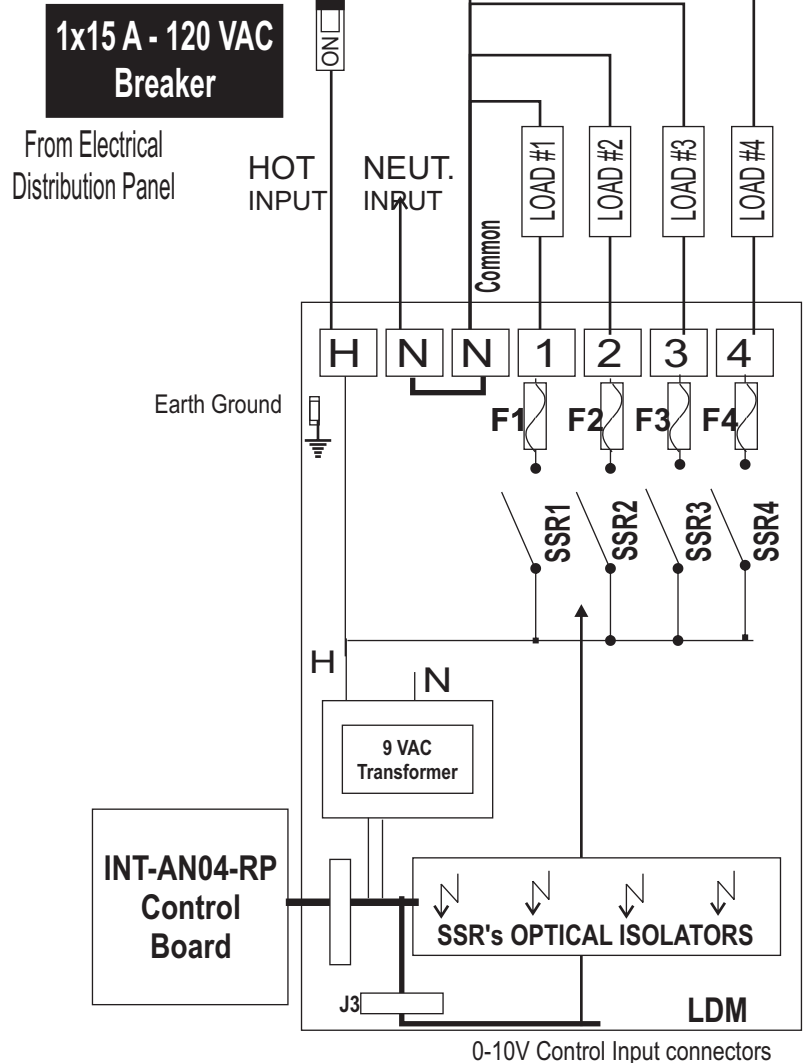 1x15 A - 120 VAC
Breaker
ON
From Electrical
Distribution Panel
HOT
INPUT
NEUT.
INPUT
Common
LOAD #1
LOAD #2
LOAD #3
LOAD #4
H
N
N
1
2
3
4
Earth Ground
F1
F2
F3
F4
SSR1
SSR2
SSR3
SSR4
H
N
9 VAC
Transformer
INT-AN04-RP
Control
Board
SSR's OPTICAL ISOLATORS
J3
LDM
0-10V Control Input connectors